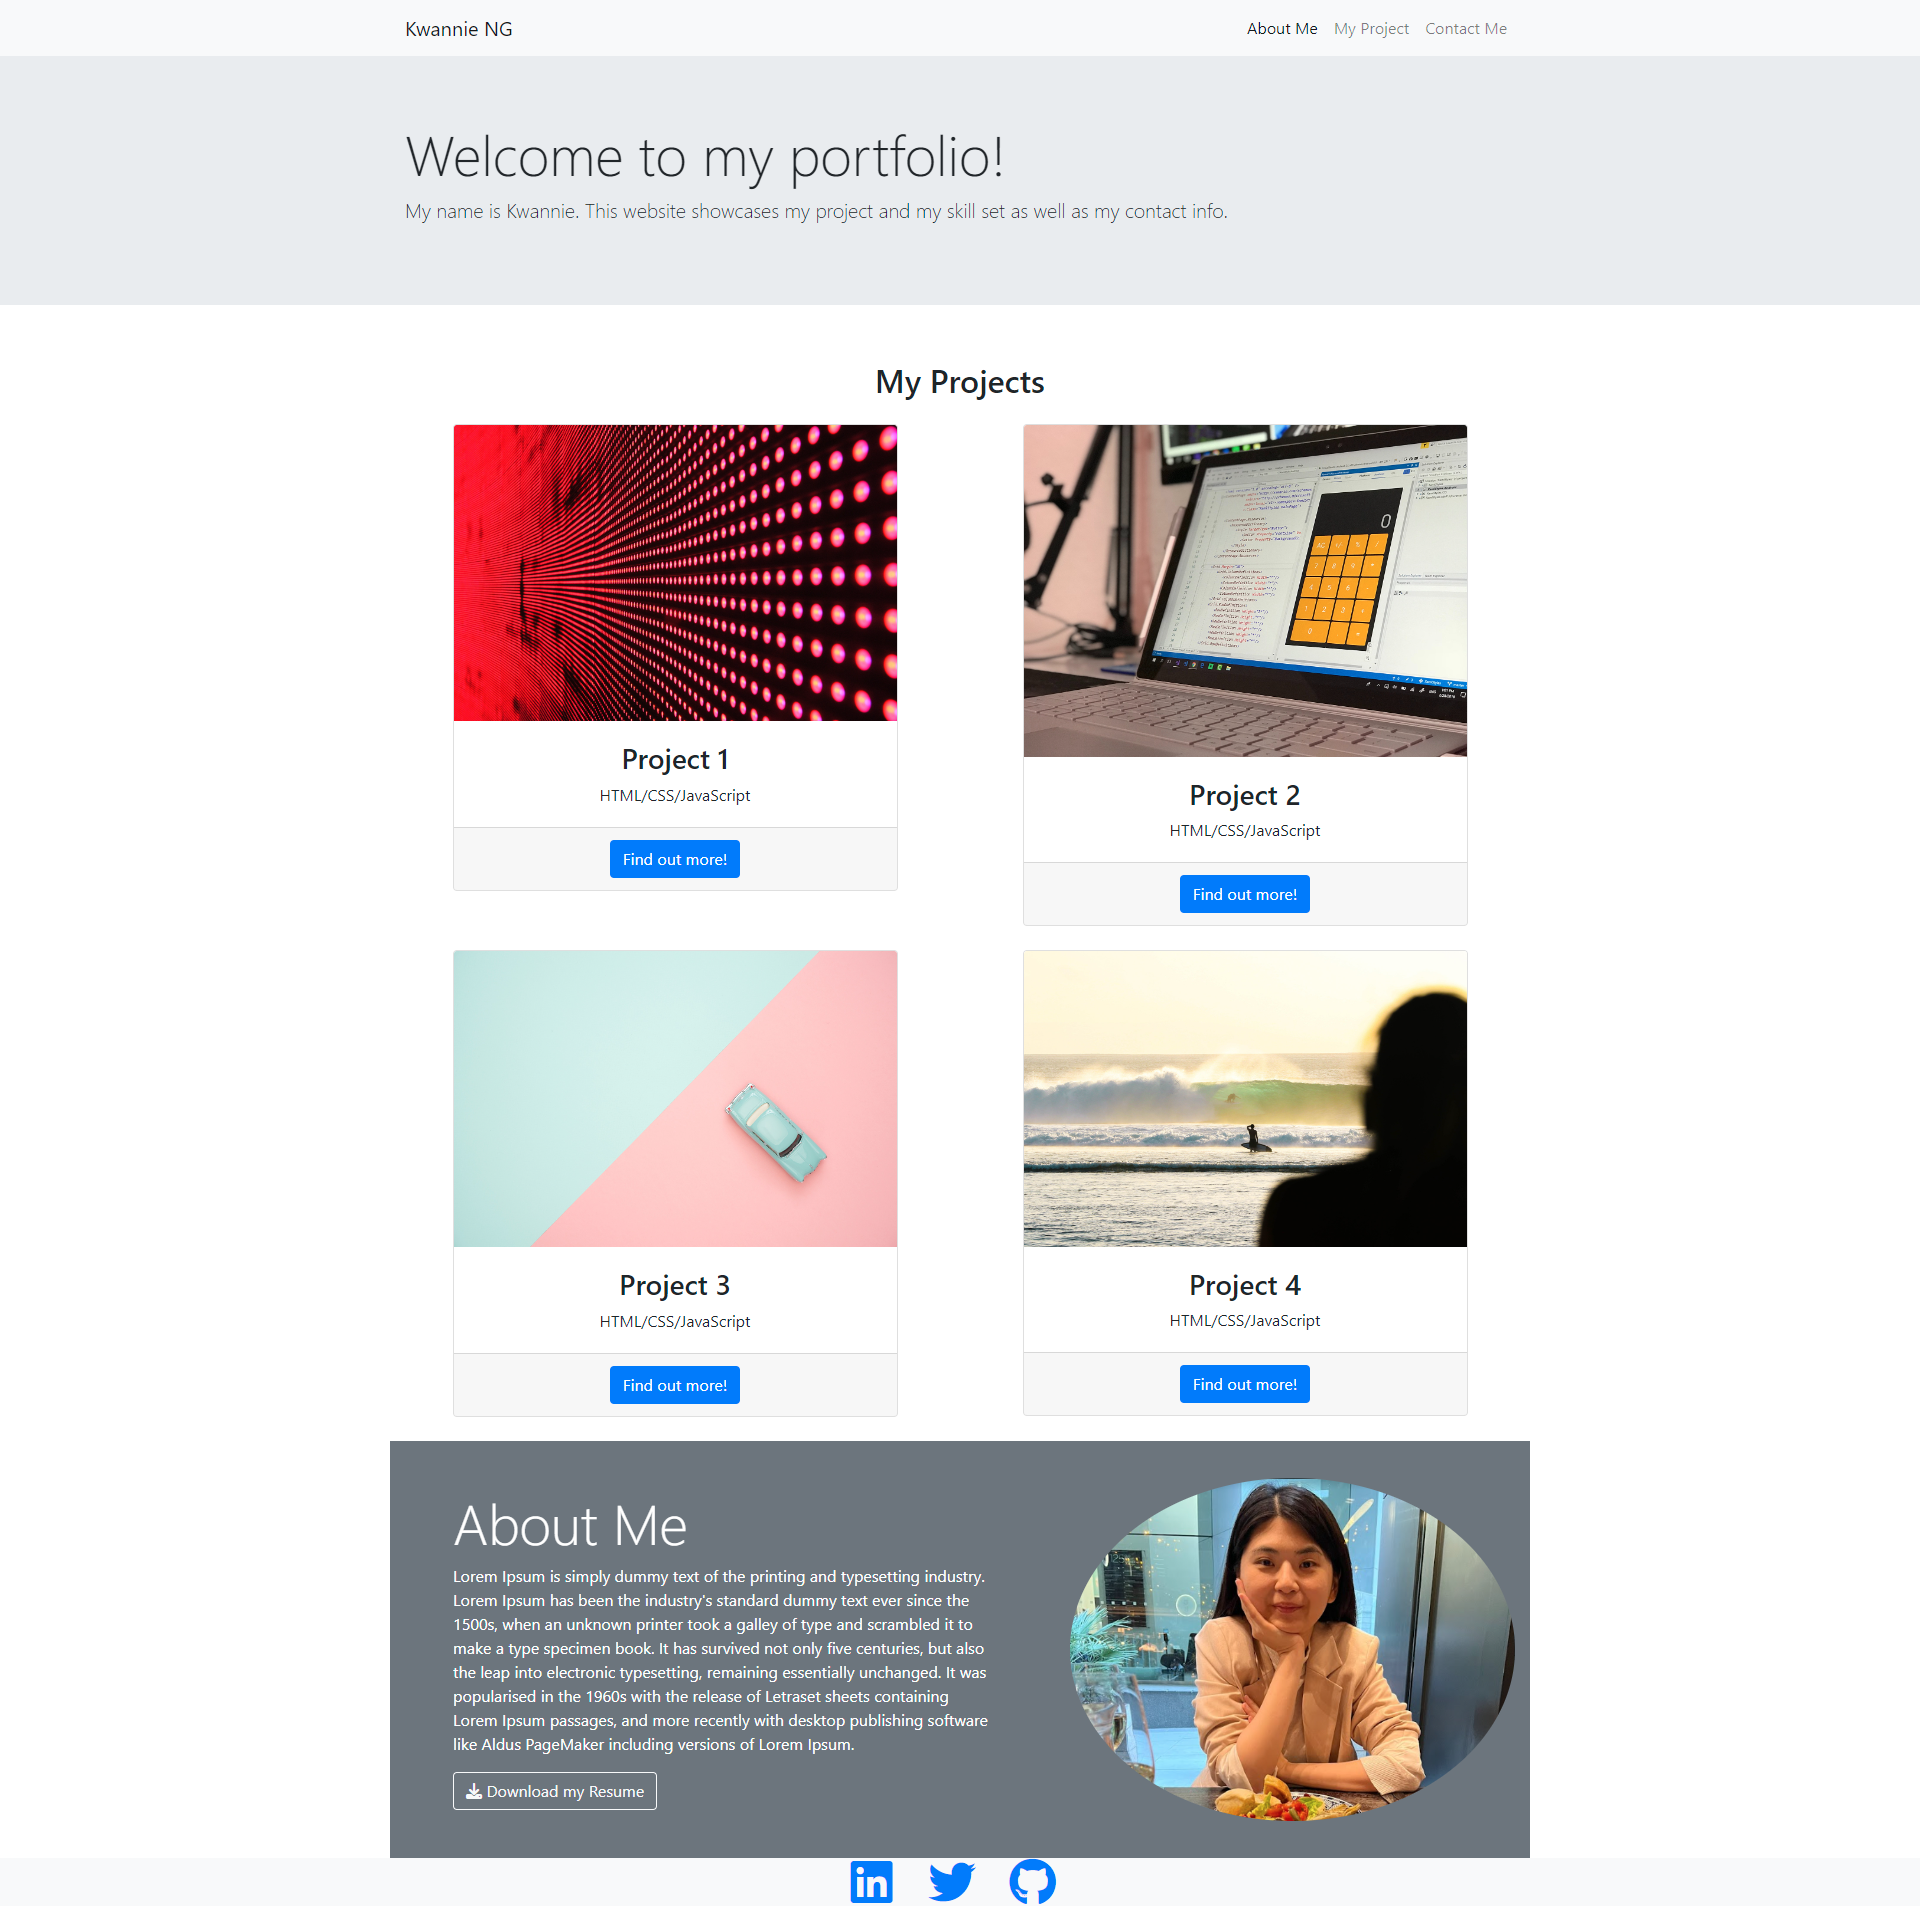 Kwannie NG
About Me My Project Contact Me
Welcome to my portfolio!
My name is Kwannie. This website showcases my project and my skill set as well as my contact info.
My Projects
Project 1
HTML/CSS/JavaScript
Find out more!
0
Project 2
HTML/CSS/JavaScript
Find out more!
Project 3
HTML/CSS/JavaScript
Find out more!
Project 4
HTML/CSS/JavaScript
Find out more!
About Me
Lorem Ipsum is simply dummy text of the printing and typesetting industry.
Lorem Ipsum has been the industry's standard dummy text ever since the
1500s, when an unknown printer took a galley of type and scrambled it to
make a type specimen book. It has survived not only five centuries, but also
the leap into electronic typesetting, remaining essentially unchanged. It was
popularised in the 1960s with the release of Letraset sheets containing
Lorem Ipsum passages, and more recently with desktop publishing software
like Aldus PageMaker including versions of Lorem Ipsum.
Download my Resume
in